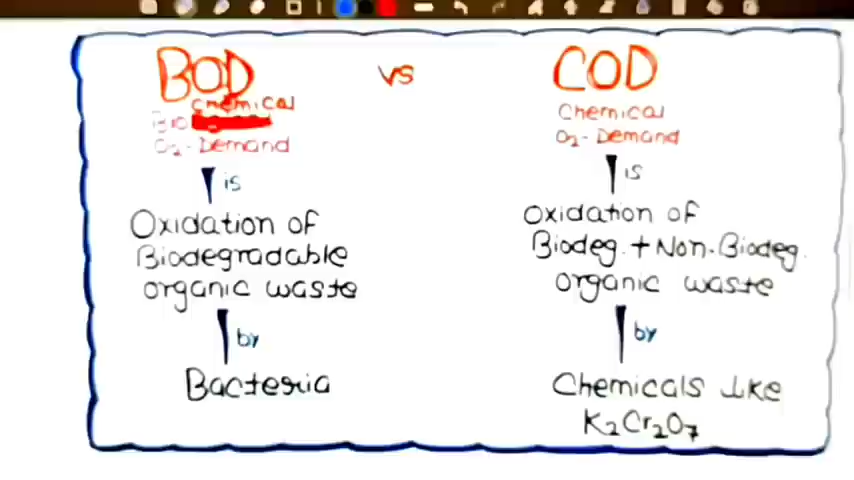 BOD vs COD
Chemical
Bio
O2-Demand
Chemical
O2-Demand
is
is
Oxidation of
Biodegradable
organic waste
Oxidation of
Biodeg. + Non-Biodeg.
organic waste
by
by
Bacteria
Chemicals like
K2Cr2O7